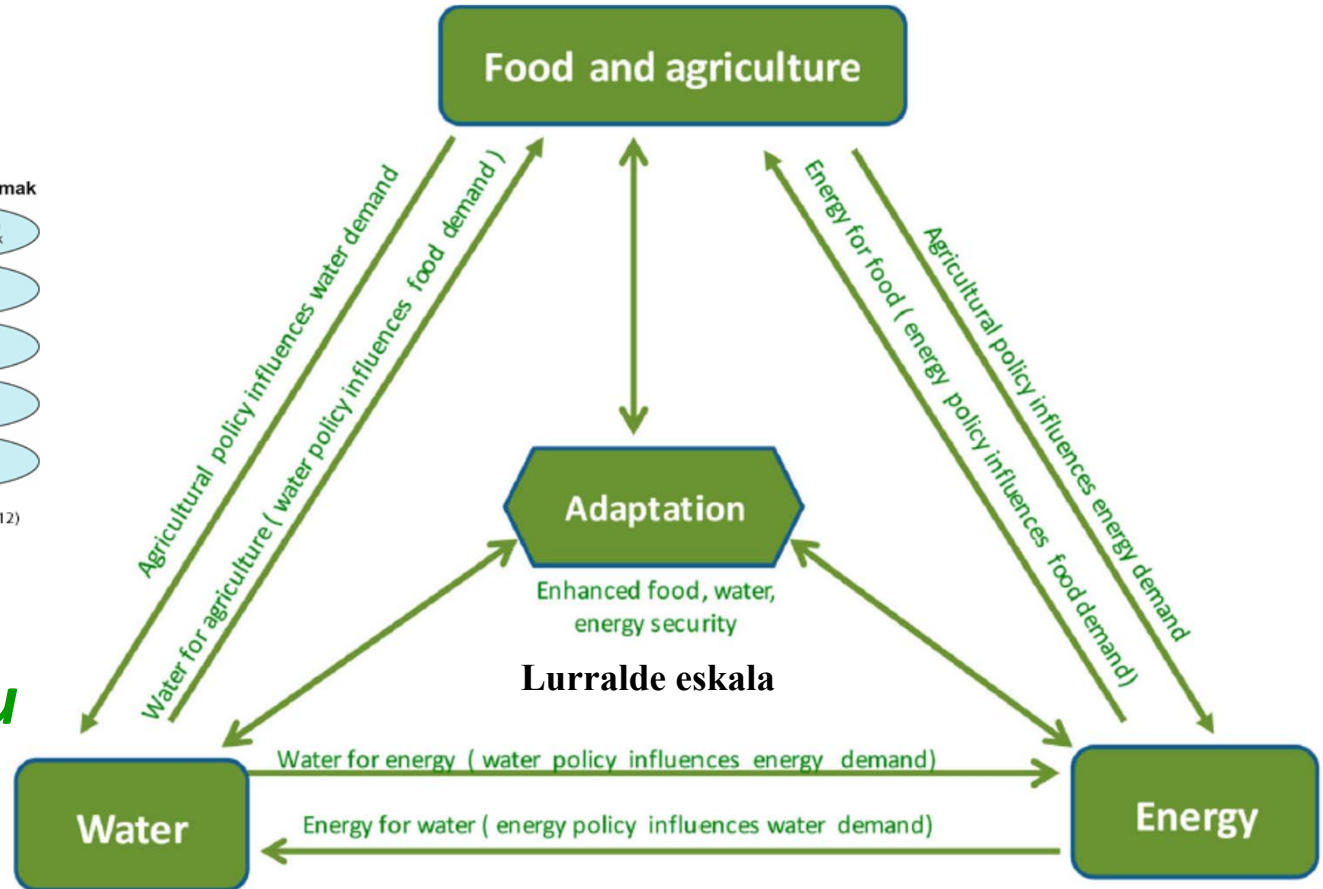 Food and agriculture
mak
k
12)
u
Agricultural policy influences water demand
Water for agriculture ( water policy influences food demand )
Energy for food ( energy policy influences food demand)
Agricultural policy influences energy demand
Adaptation
Enhanced food, water,
energy security
Lurralde eskala
Water for energy ( water policy influences energy demand)
Energy for water ( energy policy influences water demand)
Water
Energy